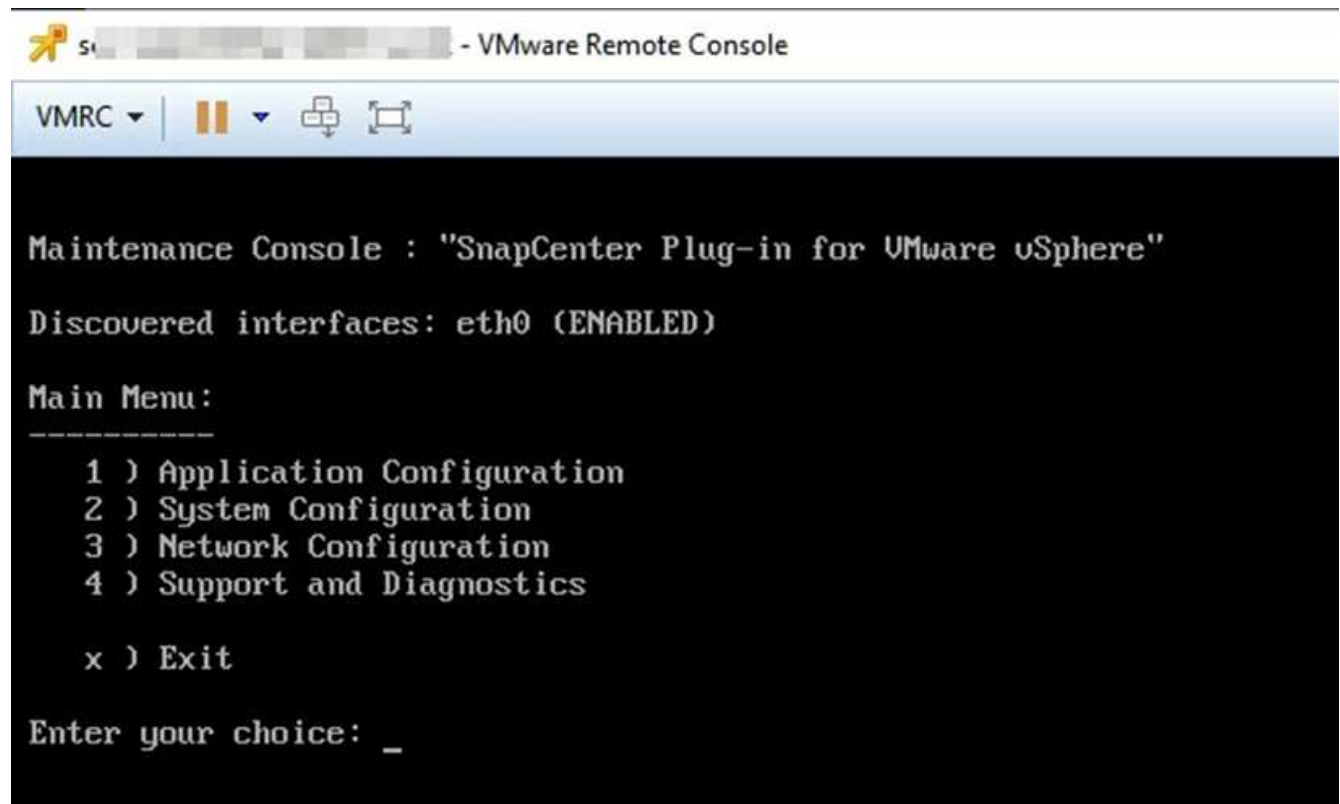 - VMware Remote Console
VMRC
Maintenance Console : "SnapCenter Plug-in for VMware vSphere"
Discovered interfaces: eth0 (ENABLED)
Main Menu:
----------
1 ) Application Configuration
2 ) System Configuration
3 ) Network Configuration
4 ) Support and Diagnostics
x ) Exit
Enter your choice: _